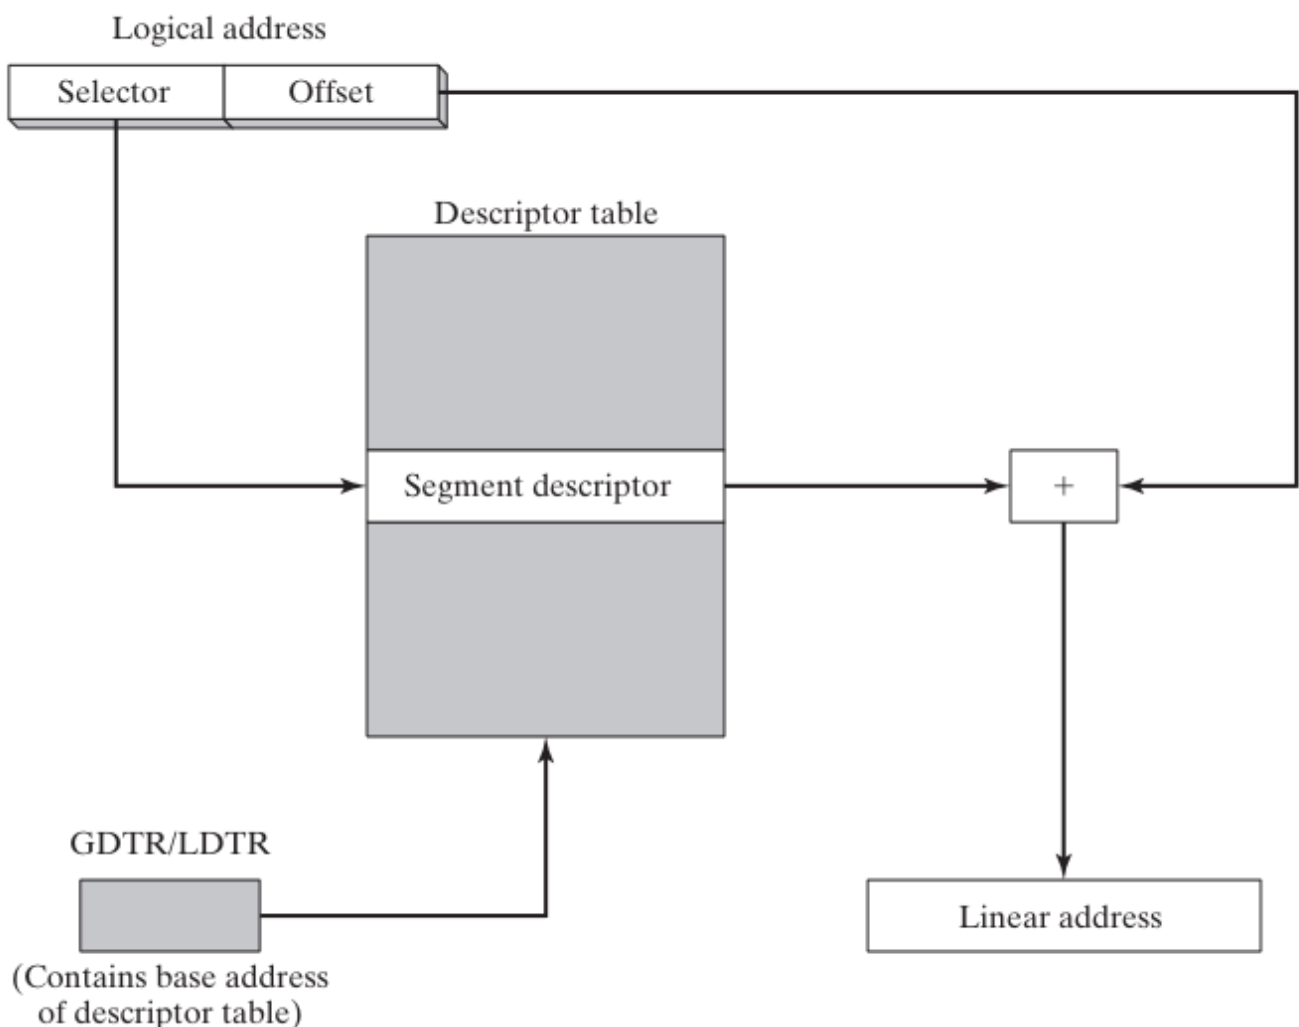 Logical address
Selector
Offset
Descriptor table
Segment descriptor
+
GDTR/LDTR
Linear address
(Contains base address
of descriptor table)